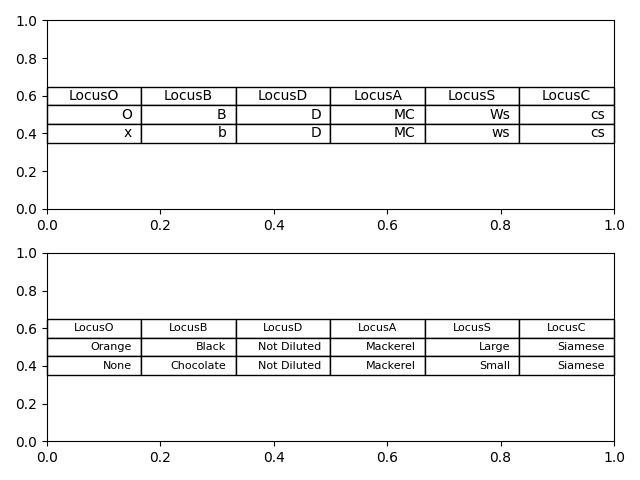 1.0
0.8
0.6
0.4
0.2
0.0
LocusO LocusB LocusD LocusA LocusS LocusC
O B D MC Ws cs
x b D MC ws cs
0.0 0.2 0.4 0.6 0.8 1.0
1.0
0.8
0.6
0.4
0.2
0.0
LocusO LocusB LocusD LocusA LocusS LocusC
Orange Black Not Diluted Mackerel Large Siamese
None Chocolate Not Diluted Mackerel Small Siamese
0.0 0.2 0.4 0.6 0.8 1.0